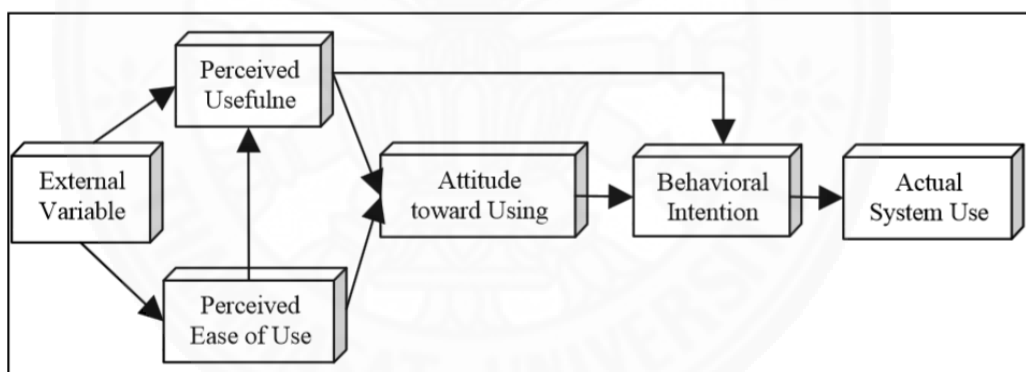 Perceived
Usefulne
External
Variable
Perceived
Ease of Use
Attitude
toward Using
Behavioral
Intention
Actual
System Use